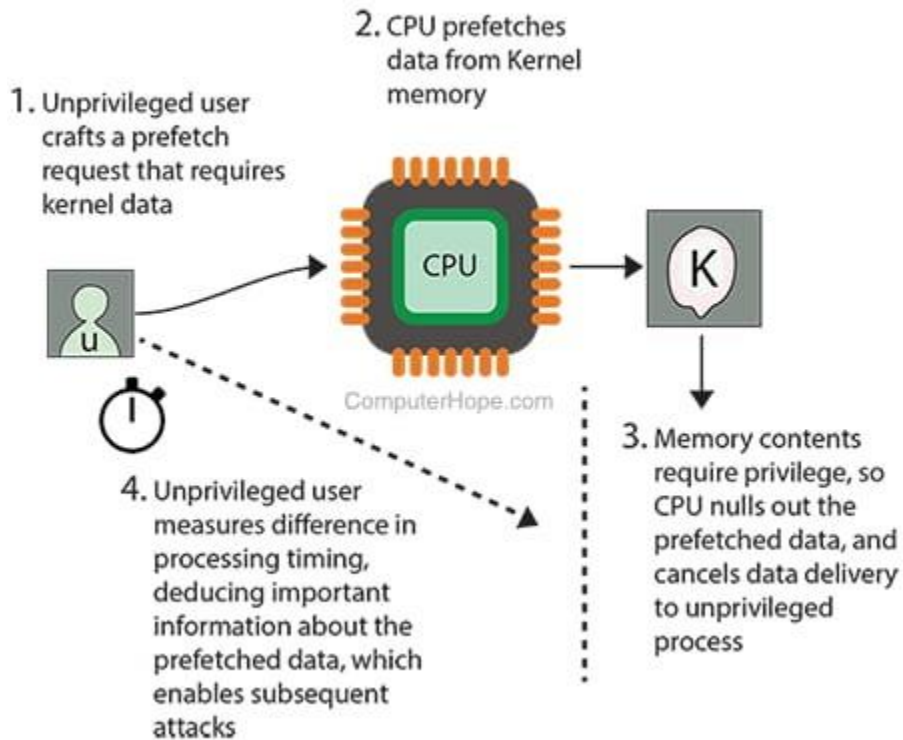 2. CPU prefetches
data from Kernel
memory
1. Unprivileged user
crafts a prefetch
request that requires
kernel data
CPU
K
u
ComputerHope.com
3. Memory contents
require privilege, so
CPU nulls out the
prefetched data, and
cancels data delivery
to unprivileged
process
4. Unprivileged user
measures difference in
processing timing,
deducing important
information about the
prefetched data, which
enables subsequent
attacks